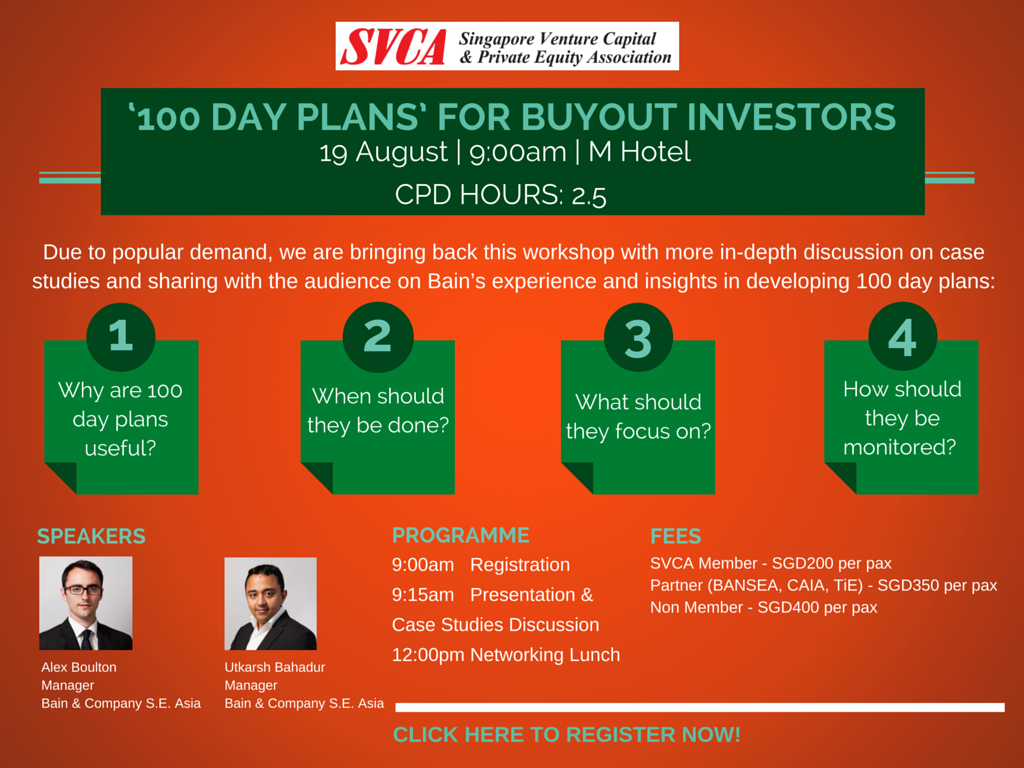 SVCA Singapore Venture Capital
& Private Equity Association
‘100 DAY PLANS’ FOR BUYOUT INVESTORS
19 August | 9:00am | M Hotel
CPD HOURS: 2.5
Due to popular demand, we are bringing back this workshop with more in-depth discussion on case
studies and sharing with the audience on Bain’s experience and insights in developing 100 day plans:
1
Why are 100
day plans
useful?
2
When should
they be done?
3
What should
they focus on?
4
How should
they be
monitored?
SPEAKERS
Alex Boulton
Manager
Bain & Company S.E. Asia
Utkarsh Bahadur
Manager
Bain & Company S.E. Asia
PROGRAMME
9:00am Registration
9:15am Presentation &
Case Studies Discussion
12:00pm Networking Lunch
FEES
SVCA Member - SGD200 per pax
Partner (BANSEA, CAIA, TiE) - SGD350 per pax
Non Member - SGD400 per pax
CLICK HERE TO REGISTER NOW!